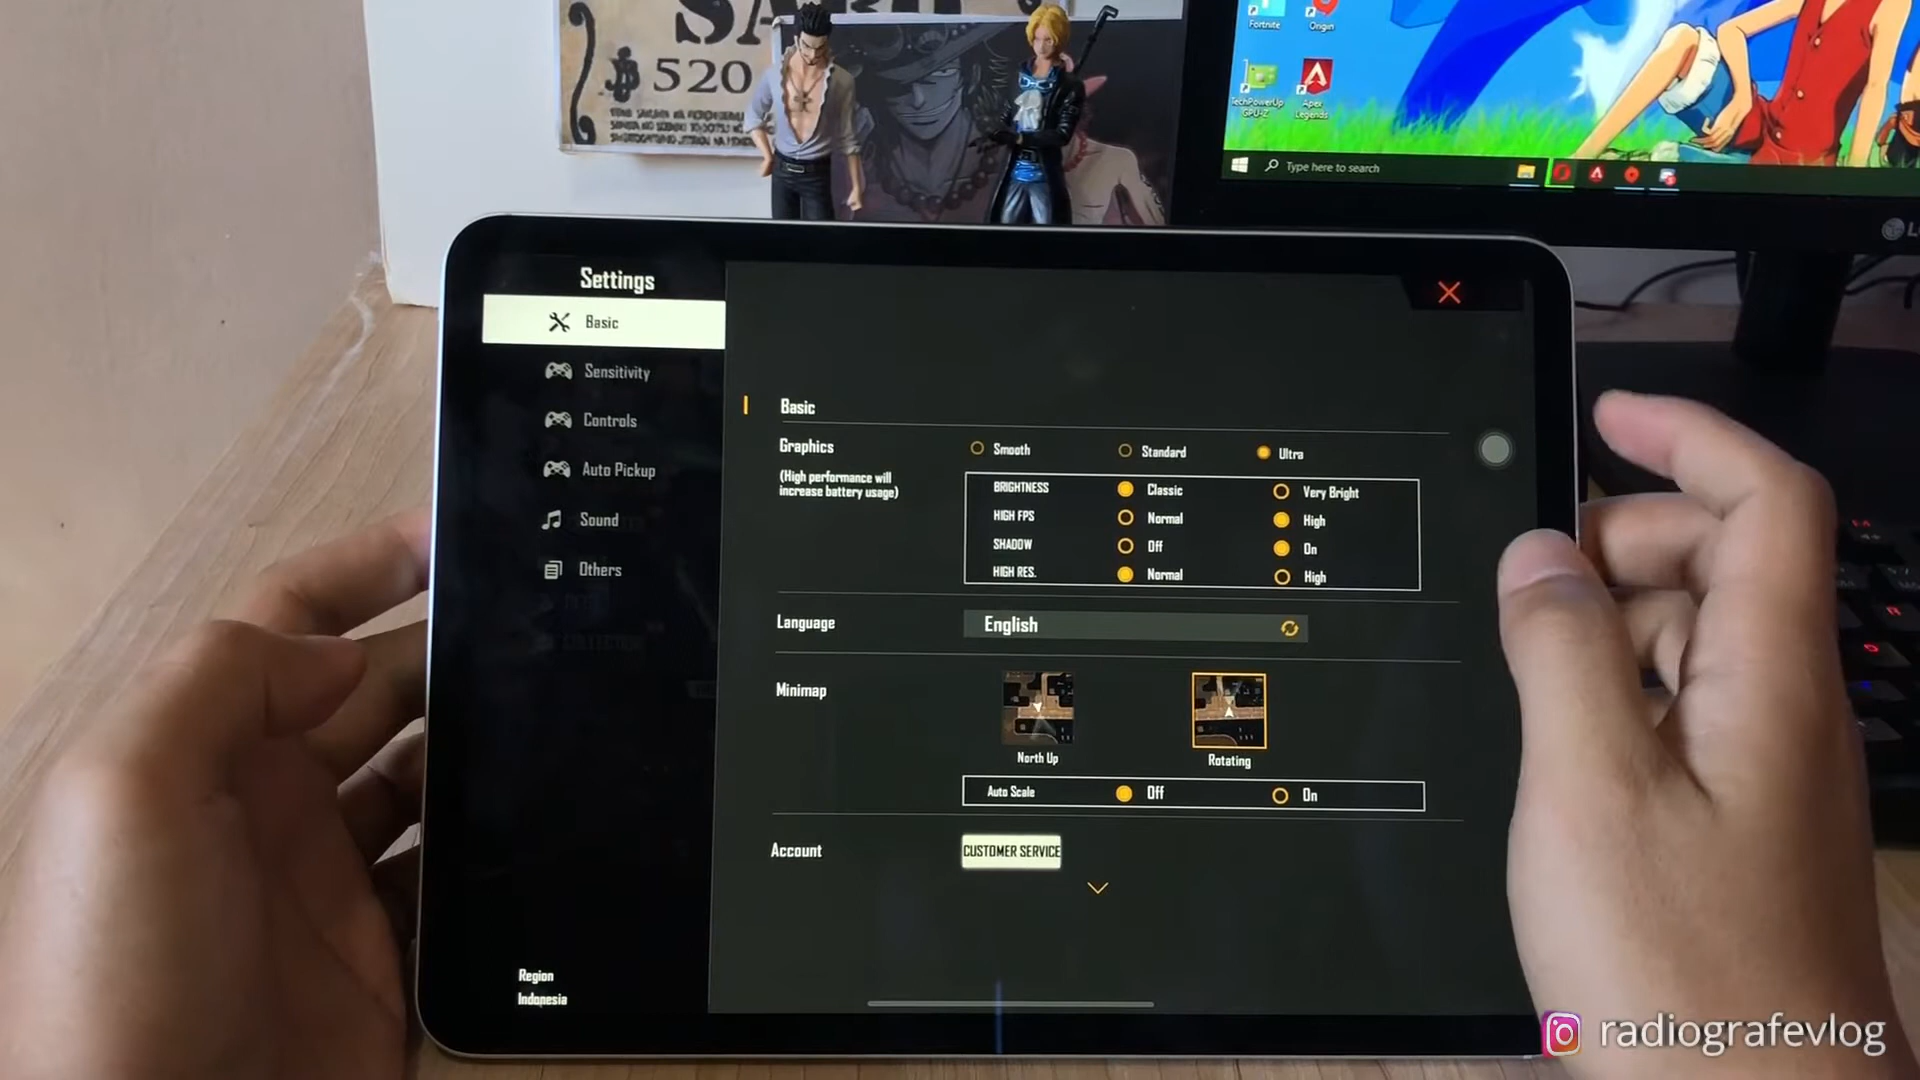 520
Fortnite
Origin
TechPowerUp
GPU-Z
Apex
Legends
Type here to search
Settings
Basic
Sensitivity
Controls
Auto Pickup
Sound
Others
Region
Indonesia
Basic
Graphics
(High performance will
increase battery usage)
Smooth
Standard
Ultra
BRIGHTNESS
Classic
Very Bright
HIGH FPS
Normal
High
SHADOW
Off
On
HIGH RES.
Normal
High
Language
English
Minimap
North Up
Rotating
Auto Scale
Off
On
Account
CUSTOMER SERVICE
radiografevlog